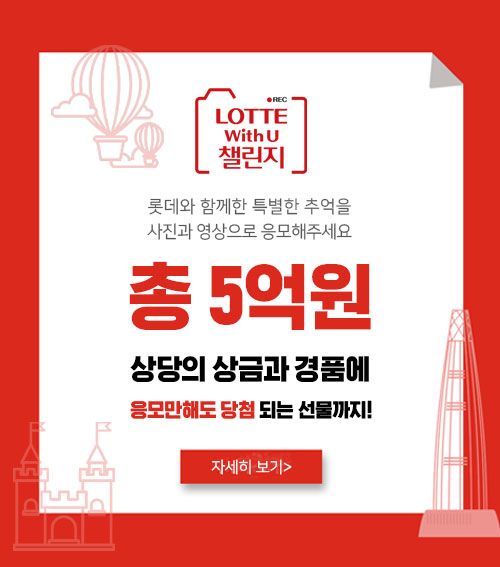 REC
LOTTE
With U
챌린지
롯데와 함께한 특별한 추억을
사진과 영상으로 응모해주세요
총 5억원
상당의 상금과 경품에
응모만해도 당첨 되는 선물까지!
자세히 보기>